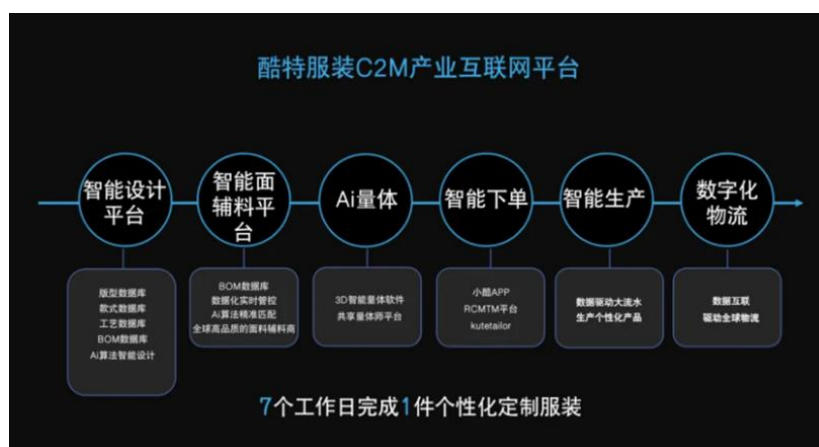 酷特服装C2M产业互联网平台
智能设计
平台
智能面
辅料平
台
Ai量体
智能下单
智能生产
数字化
物流
版型数据库
款式数据库
工艺数据库
BOM数据库
Ai算法智能设计
BOM数据库
数据化实时管控
Ai算法精准匹配
全球高品质的面料辅料商
3D智能量体软件
共享量体师平台
小酷APP
RCMTM平台
kutetailor
数据驱动大流水
生产个性化产品
数据互联
驱动全球物流
7个工作日完成1件个性化定制服装